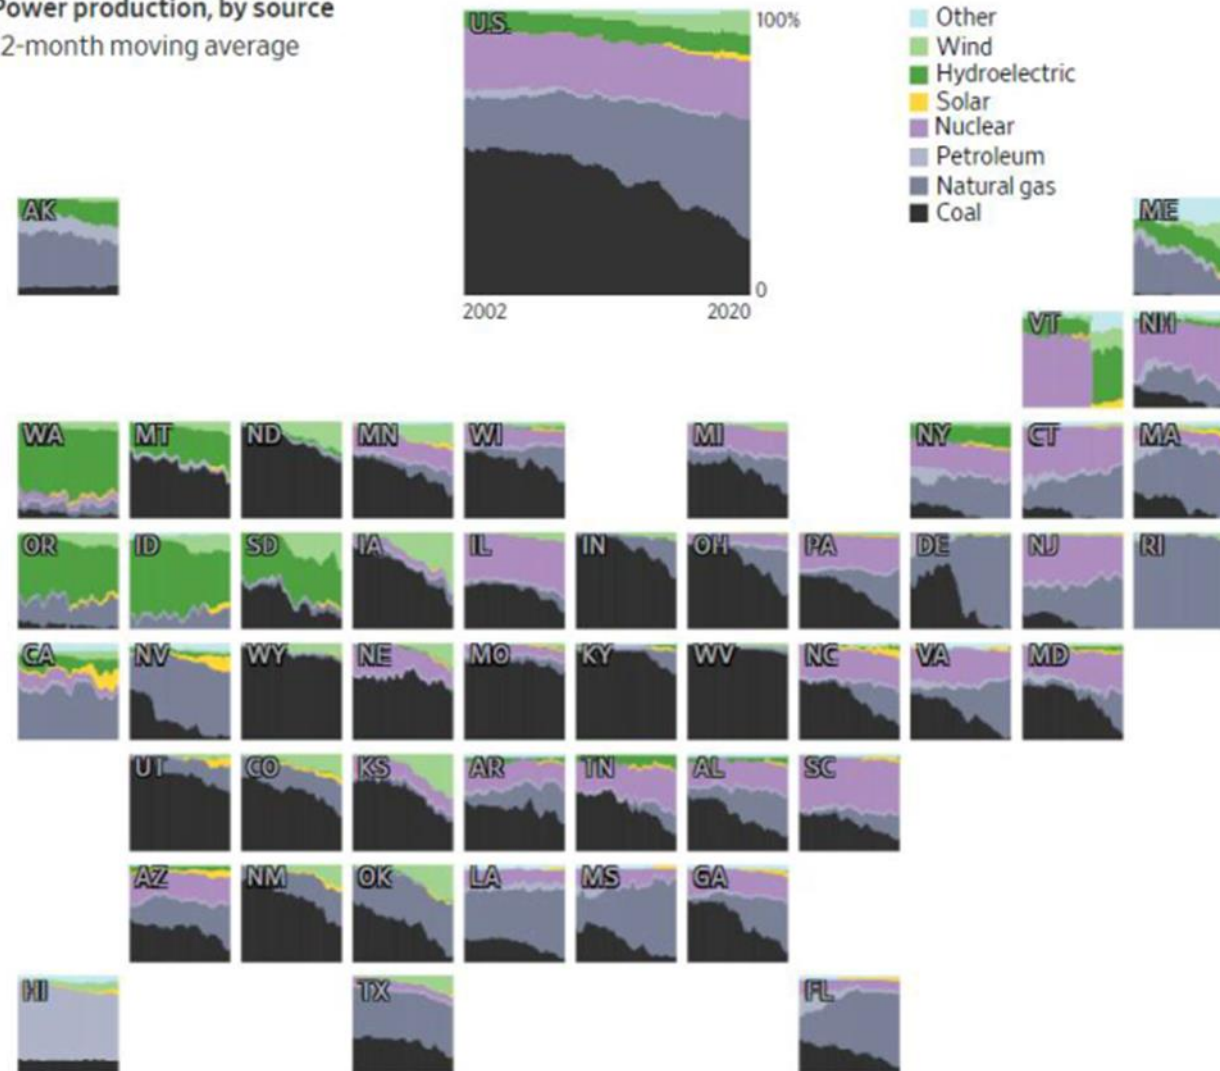 Power production, by source
2-month moving average
U.S.
100%
0
2002
2020
Other
Wind
Hydroelectric
Solar
Nuclear
Petroleum
Natural gas
Coal
AK
ME
VT
NH
WA
MT
ND
MN
WI
MI
NY
CT
MA
OR
ID
SD
IA
IL
IN
OH
PA
DE
NJ
RI
CA
NV
WY
NE
MO
KY
WV
NC
VA
MD
UT
CO
KS
AR
TN
AL
SC
AZ
NM
OK
LA
MS
GA
HI
TX
FL